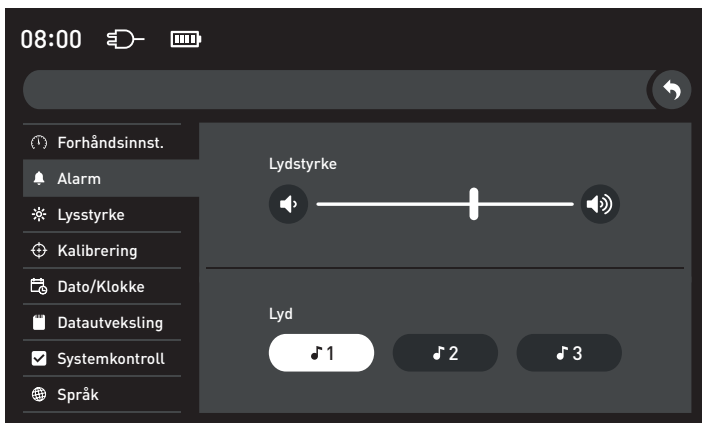 08:00
Forhåndsinnst.
Alarm
Lysstyrke
Kalibrering
Dato/Klokke
Datautveksling
Systemkontroll
Språk
Lydstyrke
Lyd
1
2
3